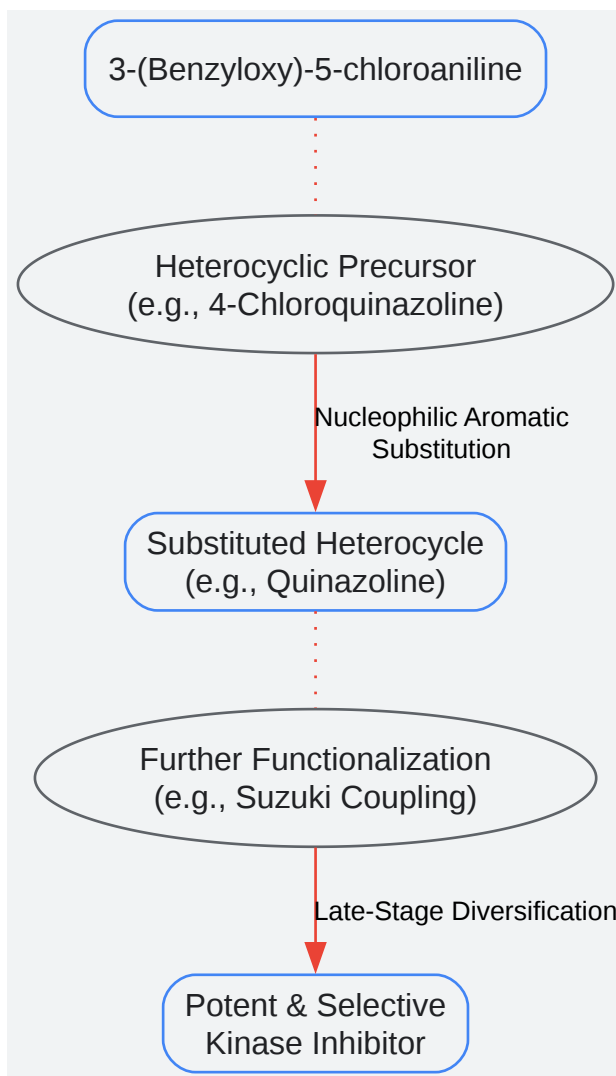 3-(Benzyloxy)-5-chloroaniline
Heterocyclic Precursor
(e.g., 4-Chloroquinazoline)
Nucleophilic Aromatic
Substitution
Substituted Heterocycle
(e.g., Quinazoline)
Further Functionalization
(e.g., Suzuki Coupling)
Late-Stage Diversification
Potent & Selective
Kinase Inhibitor